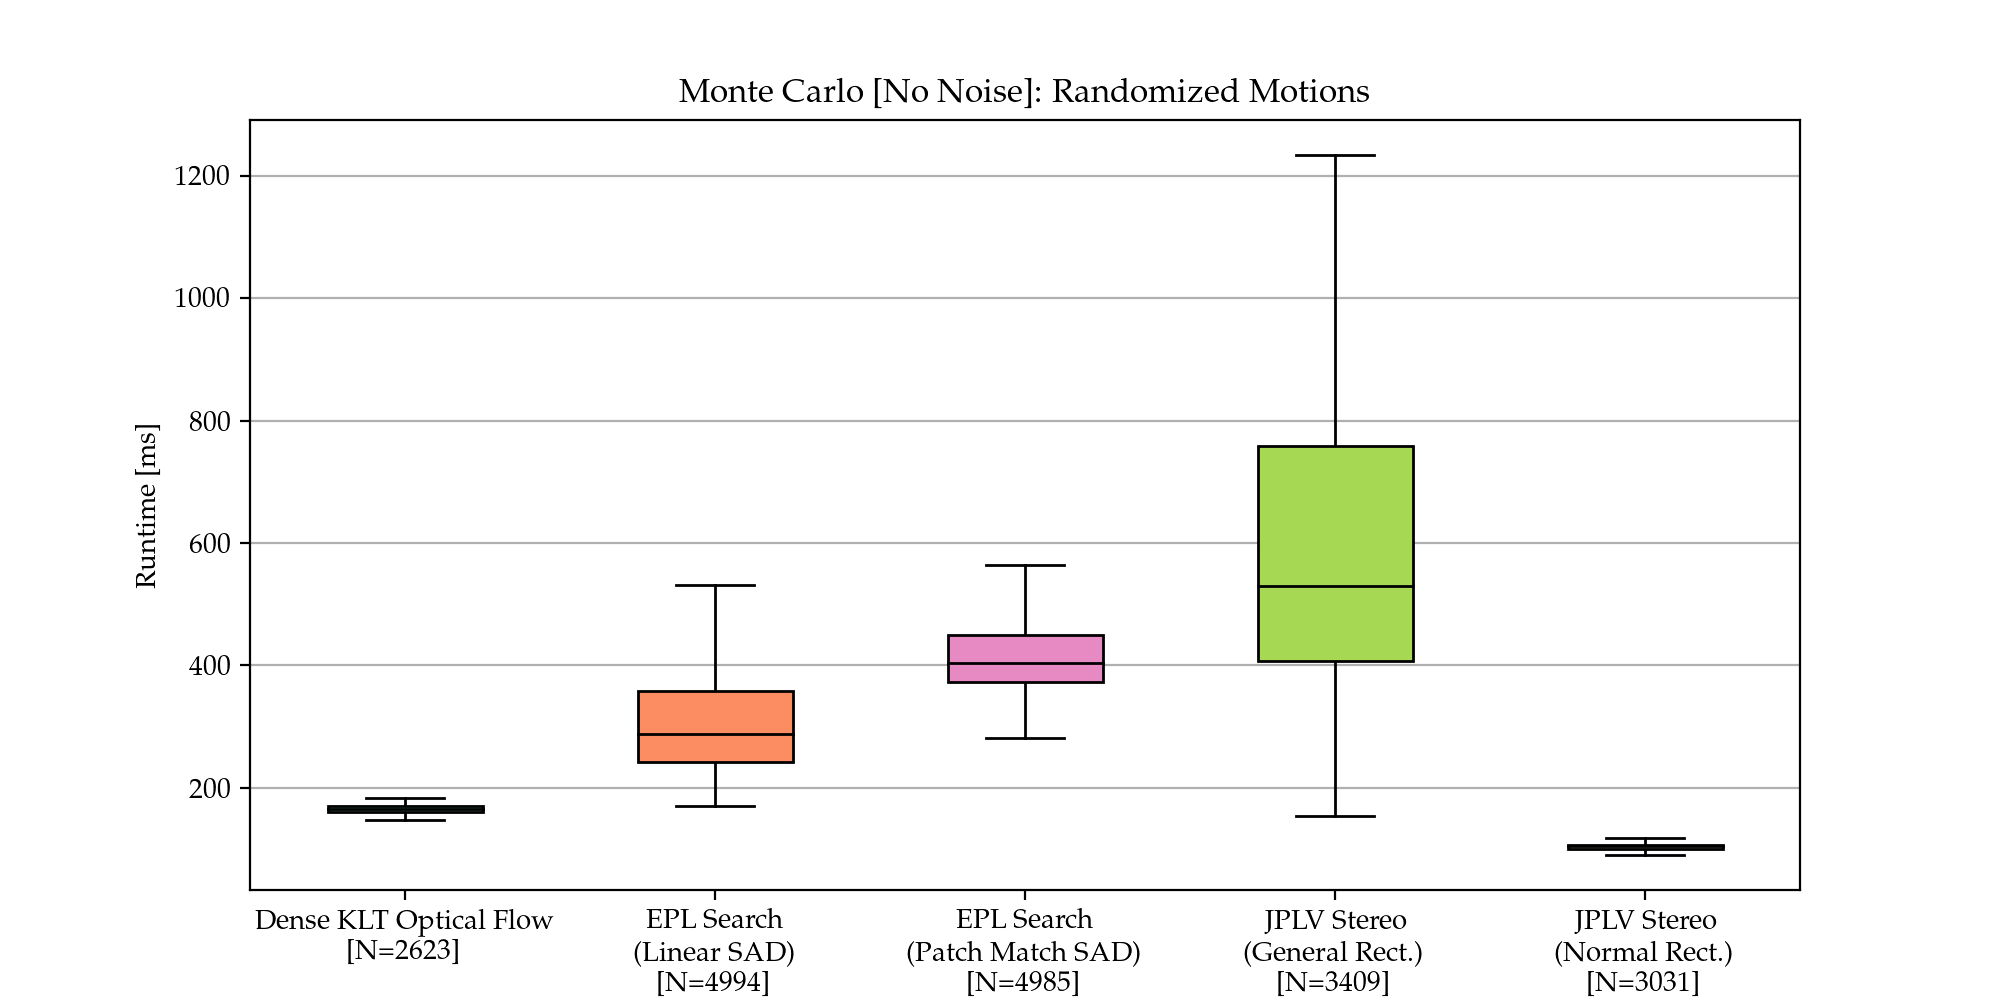 Monte Carlo [No Noise]: Randomized Motions
Runtime [ms]
1200
1000
800
600
400
200
Dense KLT Optical Flow
[N=2623]
EPL Search
(Linear SAD)
[N=4994]
EPL Search
(Patch Match SAD)
[N=4985]
JPLV Stereo
(General Rect.)
[N=3409]
JPLV Stereo
(Normal Rect.)
[N=3031]